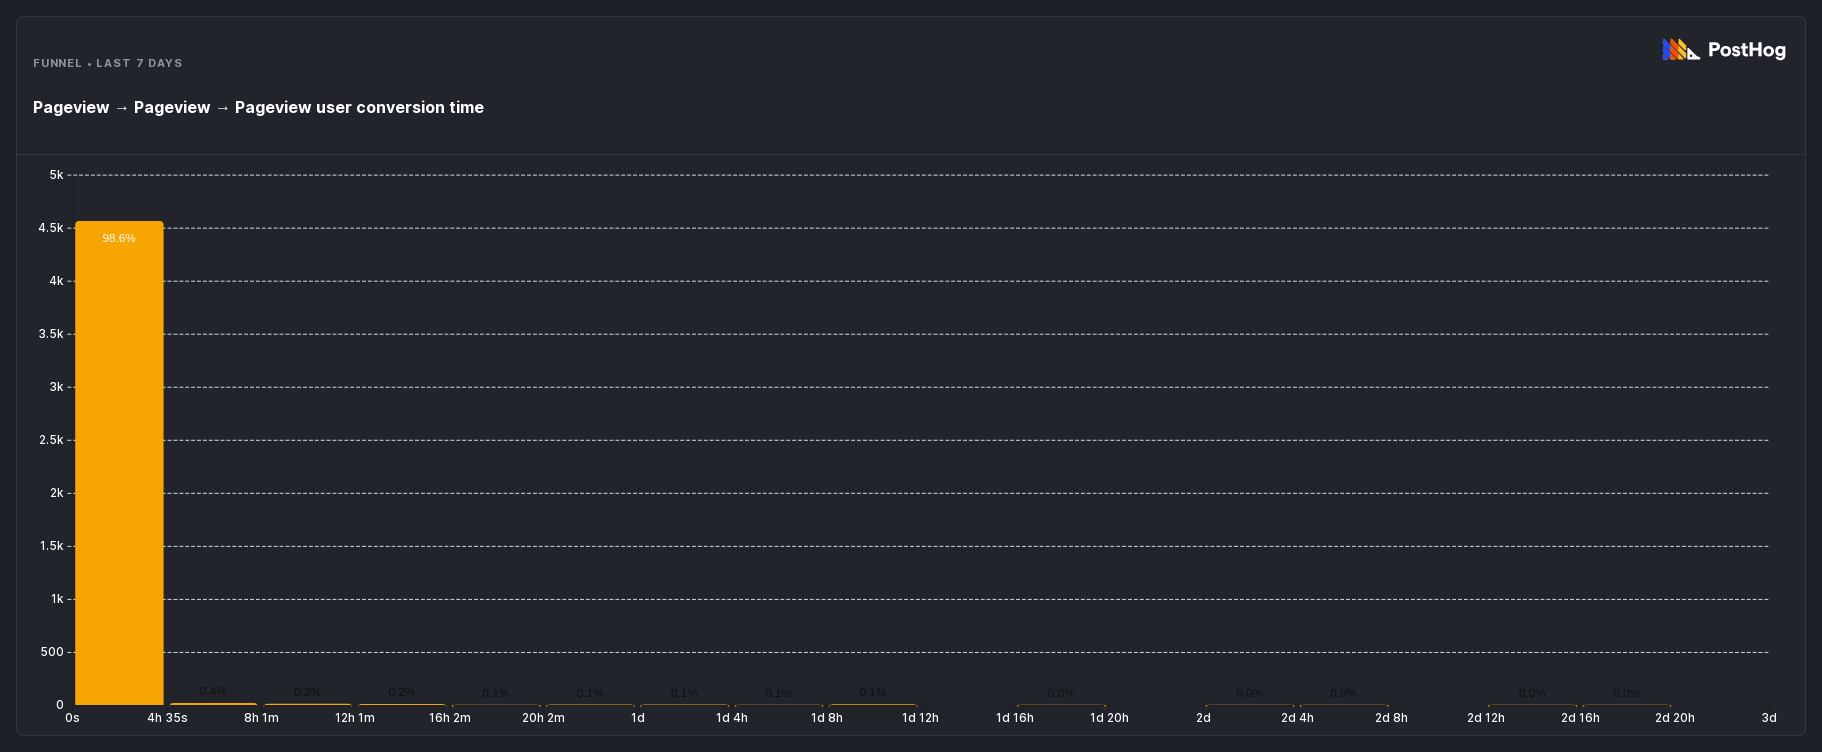 PostHog
FUNNEL • LAST 7 DAYS
Pageview → Pageview → Pageview user conversion time
5k
4.5k
4k
3.5k
3k
2.5k
2k
1.5k
1k
500
0
98.6%
0.4%
0.3%
0.2%
0.1%
0.1%
0.1%
0.1%
0.1%
0.0%
0.0%
0.0%
0.0%
0.0%
0s
4h 35s
8h 1m
12h 1m
16h 2m
20h 2m
1d
1d 4h
1d 8h
1d 12h
1d 16h
1d 20h
2d
2d 4h
2d 8h
2d 12h
2d 16h
2d 20h
3d